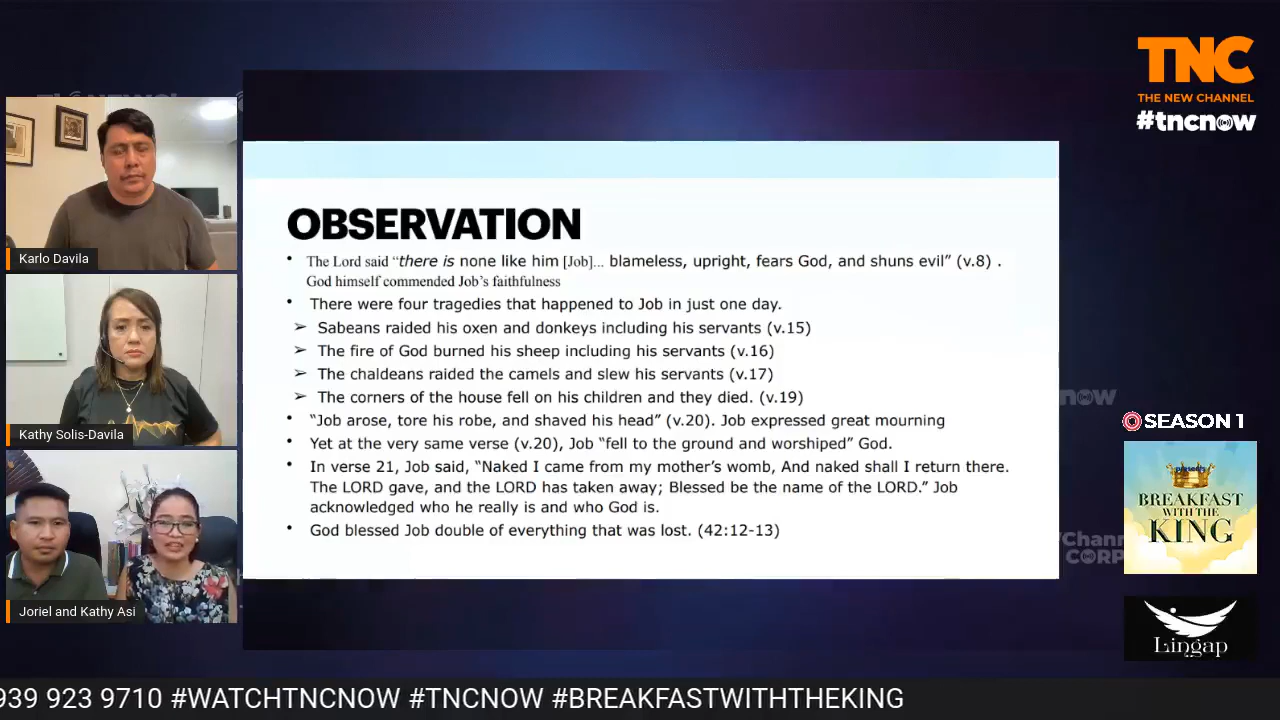 TNC
THE NEW CHANNEL
#tncnow
Karlo Davila
Kathy Solis-Davila
Joriel and Kathy Asi
OBSERVATION
• The Lord said “there is none like him [Job]... blameless, upright, fears God, and shuns evil” (v.8) .
God himself commended Job’s faithfulness
• There were four tragedies that happened to Job in just one day.
➢ Sabeans raided his oxen and donkeys including his servants (v.15)
➢ The fire of God burned his sheep including his servants (v.16)
➢ The chaldeans raided the camels and slew his servants (v.17)
➢ The corners of the house fell on his children and they died. (v.19)
• “Job arose, tore his robe, and shaved his head” (v.20). Job expressed great mourning
• Yet at the very same verse (v.20), Job “fell to the ground and worshiped” God.
• In verse 21, Job said, “Naked I came from my mother’s womb, And naked shall I return there.
The LORD gave, and the LORD has taken away; Blessed be the name of the LORD.” Job
acknowledged who he really is and who God is.
• God blessed Job double of everything that was lost. (42:12-13)
SEASON 1
presents
BREAKFAST
WITH THE
KING
Lingap
939 923 9710 #WATCHTNCNOW #TNCNOW #BREAKFASTWITHTHEKING